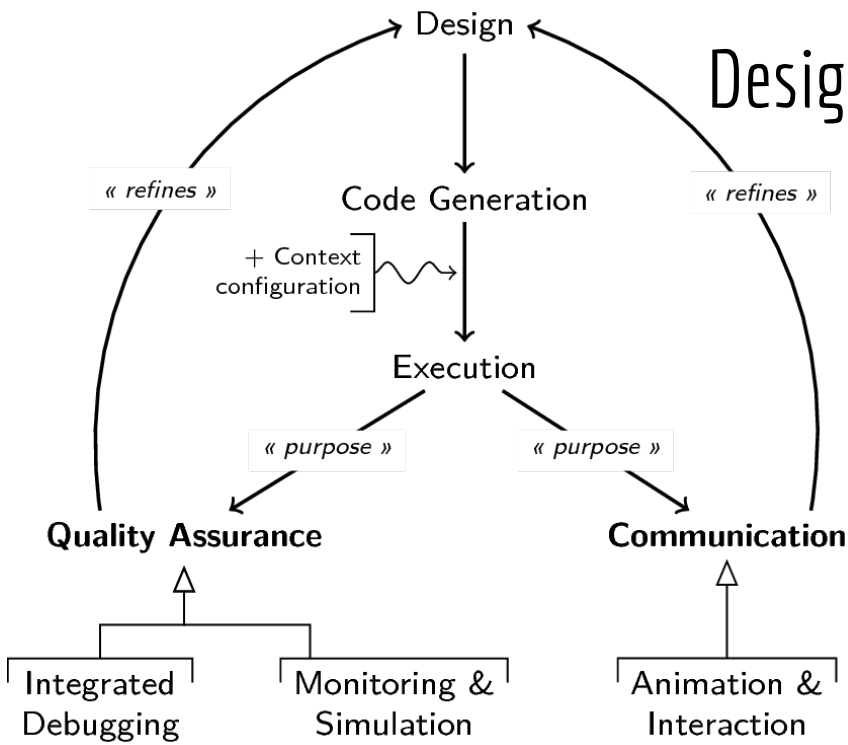 Design
Desig
« refines »
« refines »
Code Generation
+ Context
configuration
Execution
« purpose »
« purpose »
Quality Assurance
Communication
Integrated
Debugging
Monitoring &
Simulation
Animation &
Interaction